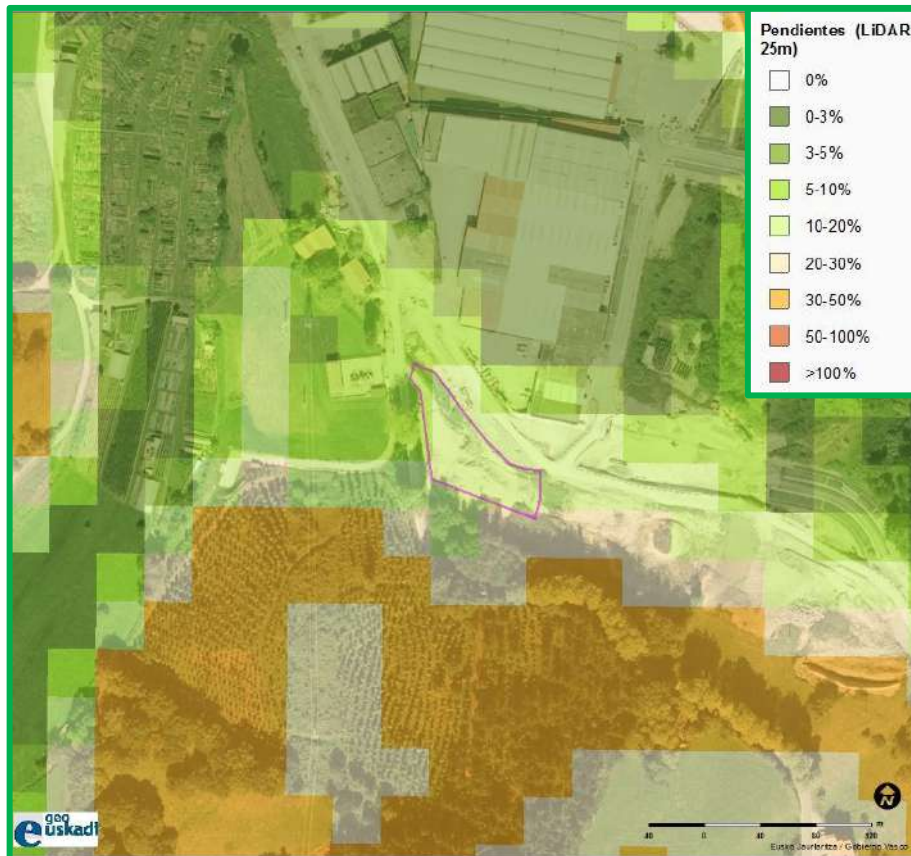 Pendientes (LiDAR
25m)
0%
0-3%
3-5%
5-10%
10-20%
20-30%
30-50%
50-100%
>100%
N
geo
euskadi
40 0 40 80 120 m
Eusko Jaurlaritza / Gobierno Vasco